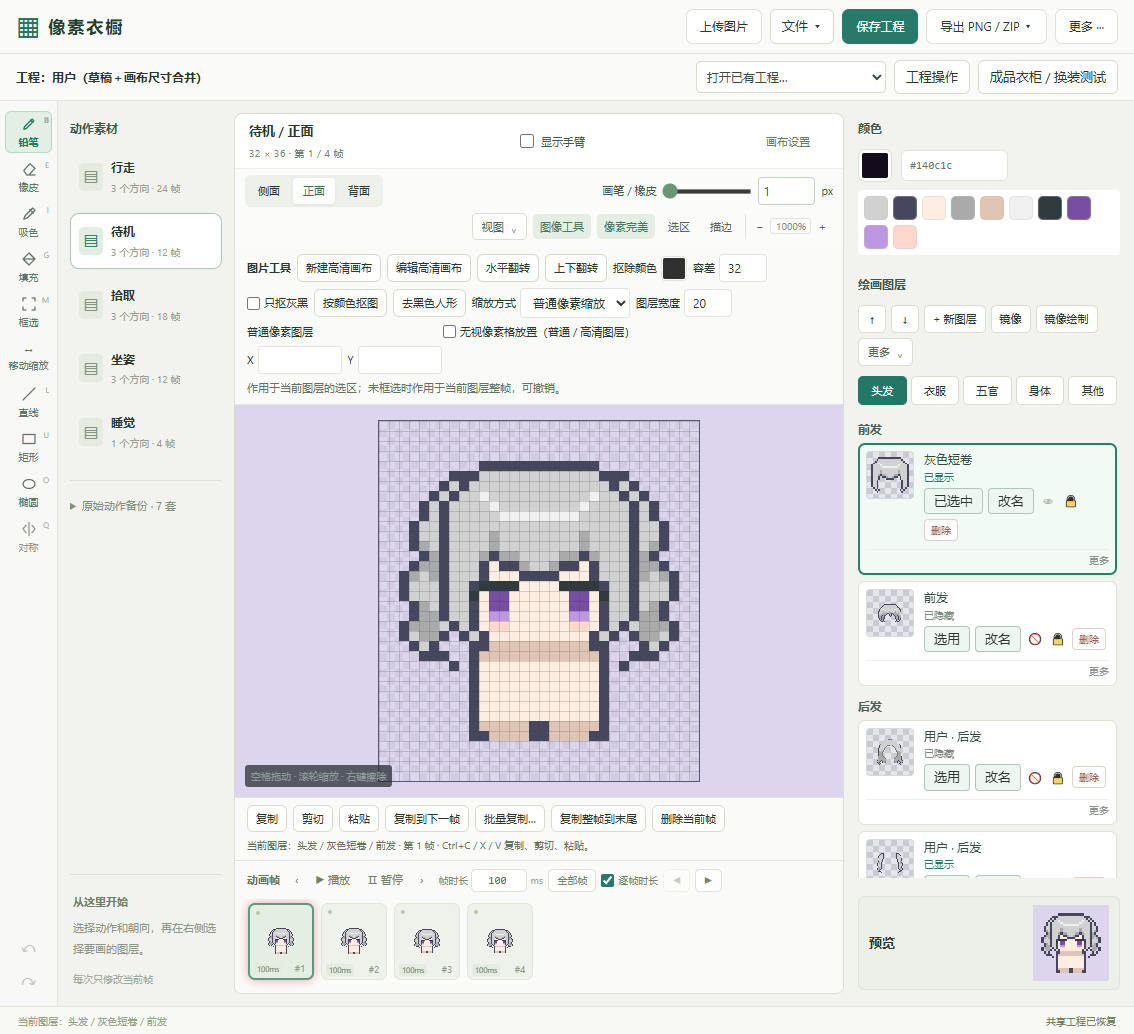 像素衣橱
上传图片
文件
保存工程
导出 PNG / ZIP
更多 ···
工程：用户（草稿 + 画布尺寸合并）
打开已有工程...
工程操作
成品衣柜 / 换装测试
铅笔 B
橡皮 E
吸色 I
填充 G
框选 M
移动缩放
直线 L
矩形 U
椭圆 O
对称 Q
动作素材
行走
3 个方向 · 24 帧
待机
3 个方向 · 12 帧
拾取
3 个方向 · 18 帧
坐姿
3 个方向 · 12 帧
睡觉
1 个方向 · 4 帧
原始动作备份 · 7 套
从这里开始
选择动作和朝向，再在右侧选择要画的图层。
每次只修改当前帧
待机 / 正面
32 × 36 · 第 1 / 4 帧
显示手臂
画布设置
侧面 正面 背面
画笔 / 橡皮 1 px
视图 图像工具 像素完美 选区 描边 − 1000% +
图片工具 新建高清画布 编辑高清画布 水平翻转 上下翻转 抠除颜色 容差 32
只抠灰黑 按颜色抠图 去黑色人形 缩放方式 普通像素缩放 图层宽度 20
普通像素图层 无视像素格放置（普通 / 高清图层）
X Y
作用于当前图层的选区；未框选时作用于当前图层整帧，可撤销。
空格拖动 · 滚轮缩放 · 右键擦除
复制 剪切 粘贴 复制到下一帧 批量复制... 复制整帧到末尾 删除当前帧
当前图层：头发 / 灰色短卷 / 前发 · 第 1 帧 · Ctrl+C / X / V 复制、剪切、粘贴。
动画帧 ‹ ▶ 播放 暂停 › 帧时长 100 ms 全部帧 逐帧时长
100ms #1
100ms #2
100ms #3
100ms #4
颜色
#140c1c
绘画图层
↑ ↓ + 新图层 镜像 镜像绘制
更多
头发 衣服 五官 身体 其他
前发
灰色短卷
已显示
已选中 改名
删除
更多
前发
已隐藏
选用 改名 删除
更多
后发
用户 · 后发
已隐藏
选用 改名 删除
更多
用户 · 后发
已显示
预览
当前图层：头发 / 灰色短卷 / 前发
共享工程已恢复